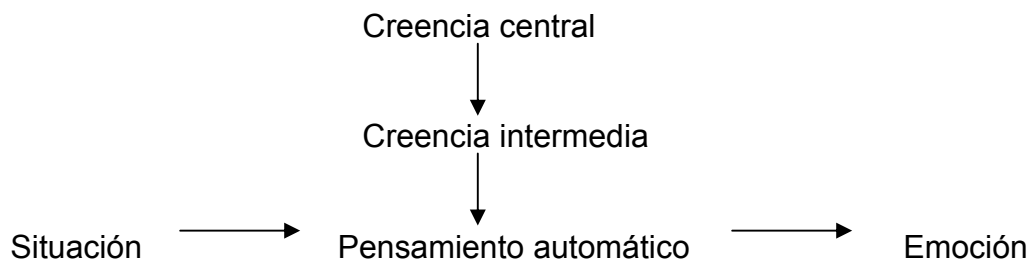 Creencia central
Creencia intermedia
Situación Pensamiento automático Emoción